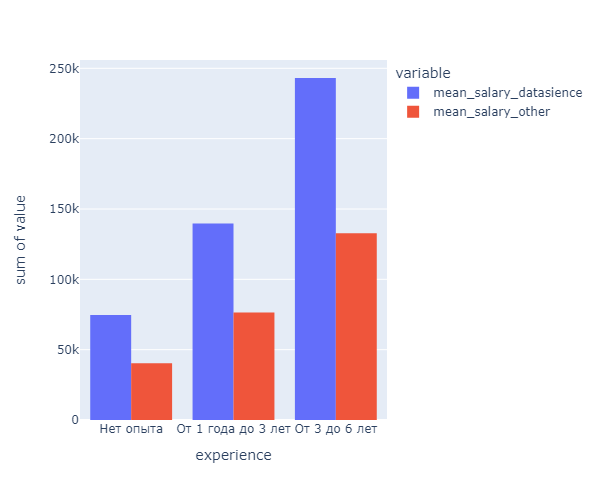 variable
mean_salary_datasience
mean_salary_other
250k
200k
150k
100k
50k
0
sum of value
Нет опыта
От 1 года до 3 лет
От 3 до 6 лет
experience